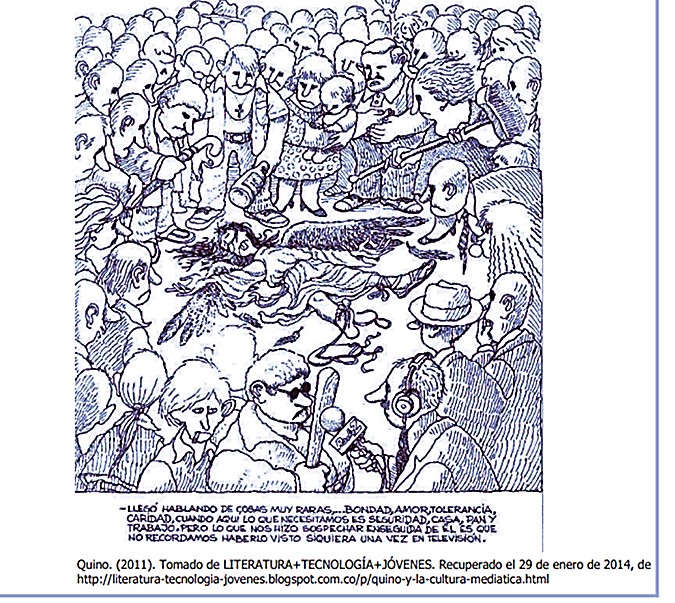 -LLEGÓ HABLANDO DE COSAS MUY RARAS,...BONDAD, AMOR, TOLERANCIA,
CARIDAD, CUANDO AQUÍ LO QUE NECESITAMOS ES SEGURIDAD, CASA, PAN Y
TRABAJO. PERO LO QUE NOS HIZO SOSPECHAR ENSEGUIDA DE ÉL ES QUE
NO RECORDAMOS HABERLO VISTO SIQUIERA UNA VEZ EN TELEVISIÓN.
Quino. (2011). Tomado de LITERATURA+TECNOLOGÍA+JÓVENES. Recuperado el 29 de enero de 2014, de
http://literatura-tecnologia-jovenes.blogspot.com.co/p/quino-y-la-cultura-mediatica.html